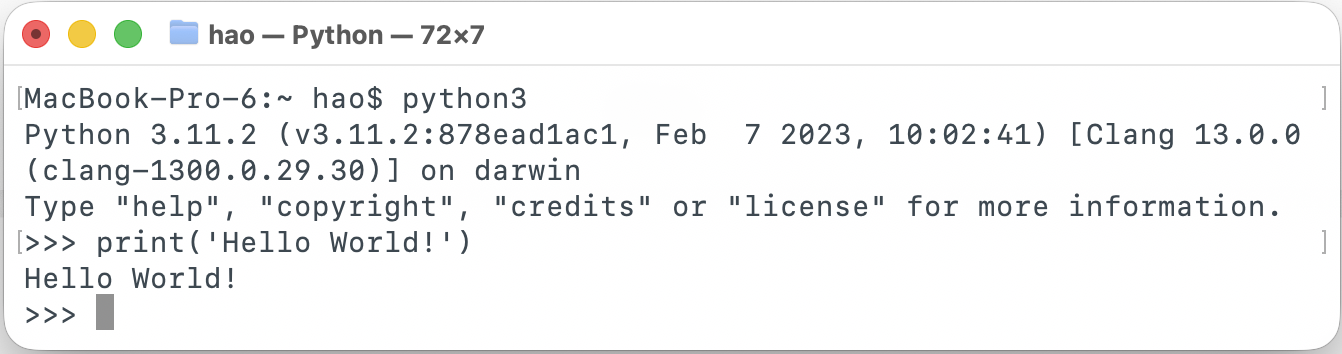 hao — Python — 72×7
[MacBook-Pro-6:~ hao$ python3 ]
Python 3.11.2 (v3.11.2:878ead1ac1, Feb  7 2023, 10:02:41) [Clang 13.0.0
(clang-1300.0.29.30)] on darwin
Type "help", "copyright", "credits" or "license" for more information.
[>>> print('Hello World!') ]
Hello World!
>>>